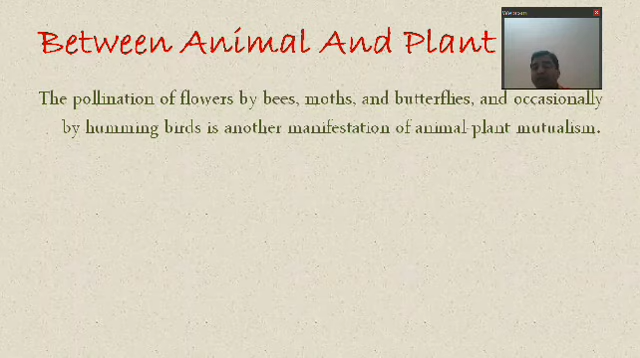 Between Animal And Plant
The pollination of flowers by bees, moths, and butterflies, and occasionally
by humming birds is another manifestation of animal-plant mutualism.